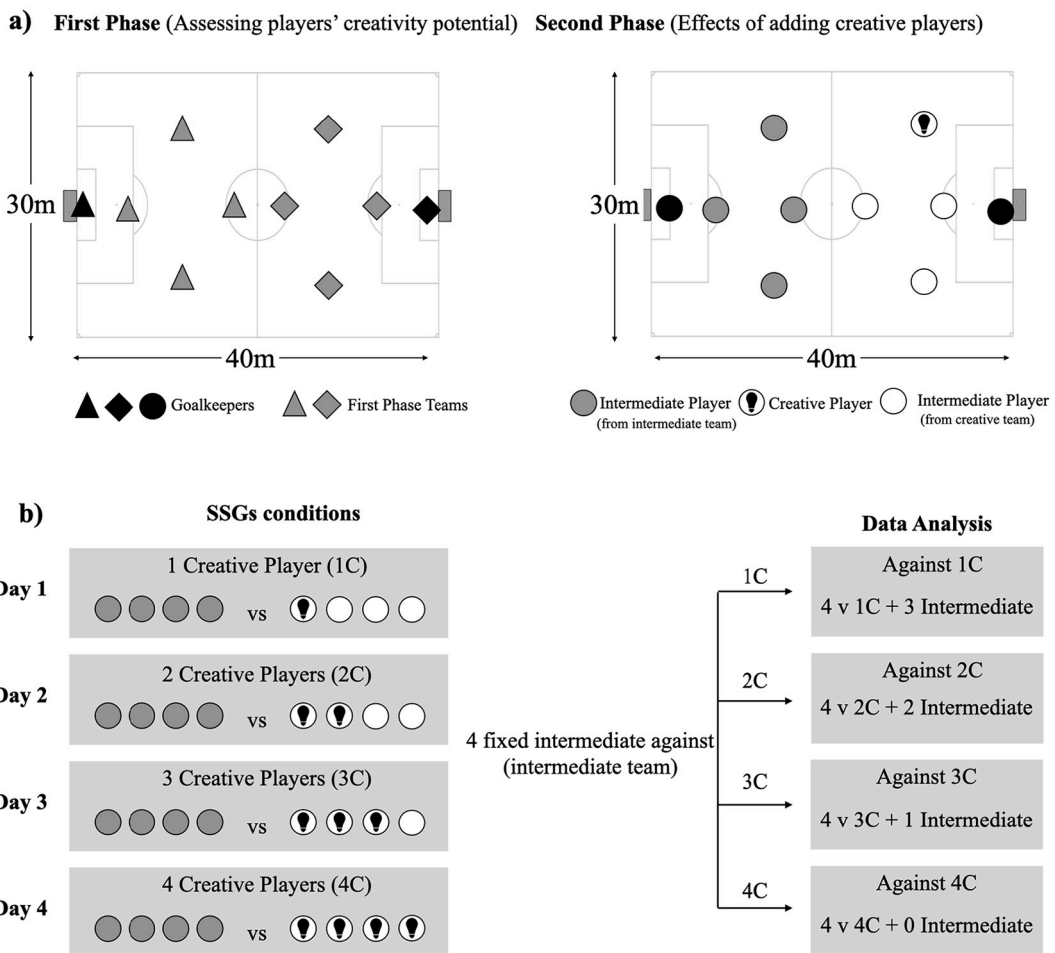 a) First Phase (Assessing players’ creativity potential) Second Phase (Effects of adding creative players)
30m
30m
40m
40m
Goalkeepers
First Phase Teams
Intermediate Player
(from intermediate team)
Creative Player
Intermediate Player
(from creative team)
b)
SSGs conditions
Data Analysis
Day 1
1 Creative Player (1C)
vs
Day 2
2 Creative Players (2C)
vs
Day 3
3 Creative Players (3C)
vs
Day 4
4 Creative Players (4C)
vs
4 fixed intermediate against
(intermediate team)
1C
Against 1C
4 v 1C + 3 Intermediate
2C
Against 2C
4 v 2C + 2 Intermediate
3C
Against 3C
4 v 3C + 1 Intermediate
4C
Against 4C
4 v 4C + 0 Intermediate